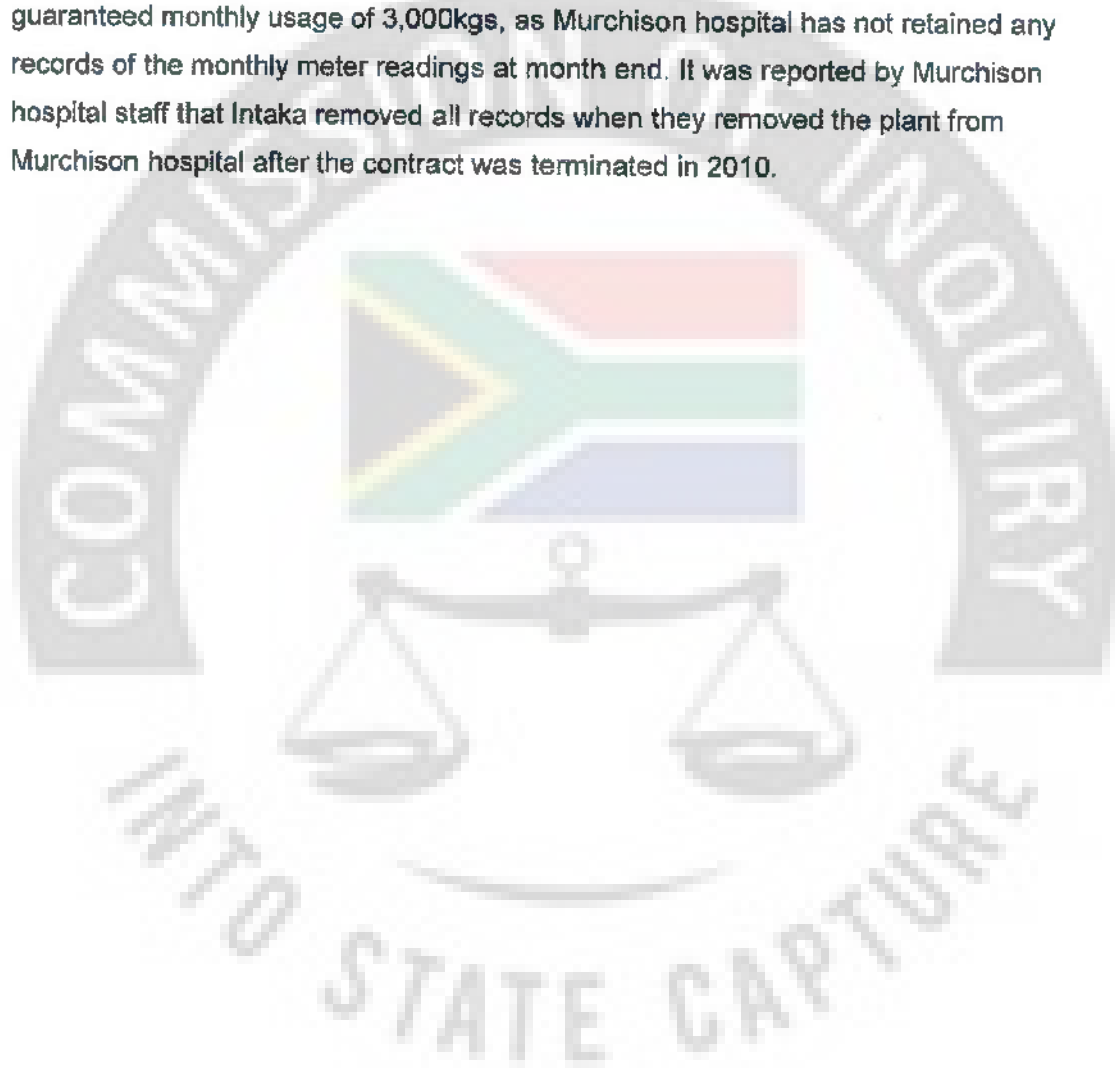 guaranteed monthly usage of 3,000kgs, as Murchison hospital has not retained any
records of the monthly meter readings at month end. It was reported by Murchison
hospital staff that Intaka removed all records when they removed the plant from
Murchison hospital after the contract was terminated in 2010.
COMMISSION OF INQUIRY
INTO STATE CAPTURE